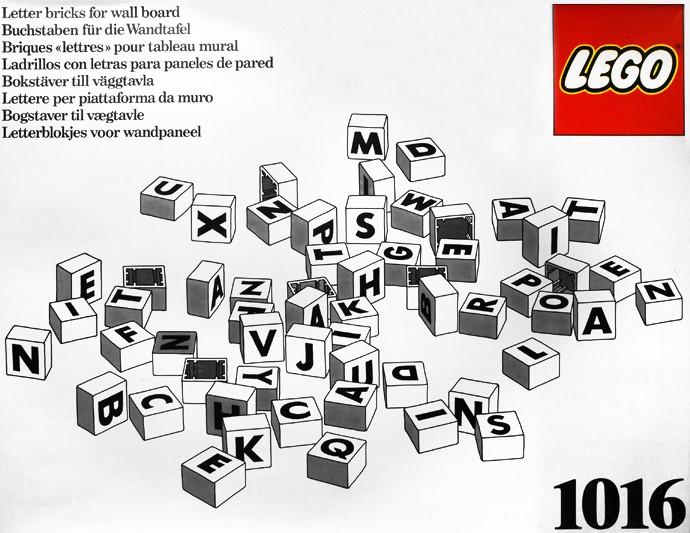 Letter bricks for wall board
Buchstaben für die Wandtafel
Briques «lettres» pour tableau mural
Ladrillos con letras para paneles de pared
Bokstäver till väggtavla
Lettere per piattaforma da muro
Bogstaver til vægtavle
Letterblokjes voor wandpaneel
LEGO
M D
U X Z P I S W A I T
T G E
E T A N H B R P O E N
I F N N A K A
N V J I L
B C Y A D
H C I N S
K Q
E
1016